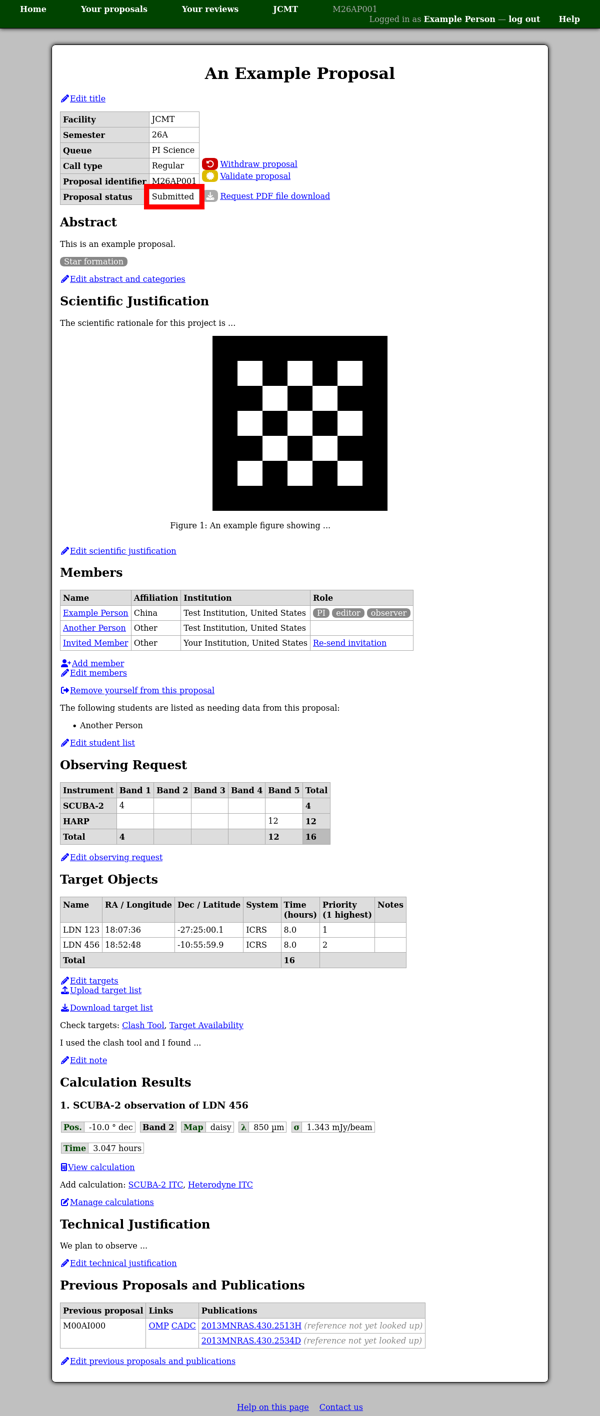 Home Your proposals Your reviews JCMT M26AP001
Logged in as Example Person — log out Help
An Example Proposal
Edit title
Facility JCMT
Semester 26A
Queue PI Science
Call type Regular
Proposal identifier M26AP001
Proposal status Submitted
Withdraw proposal
Validate proposal
Request PDF file download
Abstract
This is an example proposal.
Star formation
Edit abstract and categories
Scientific Justification
The scientific rationale for this project is ...
Figure 1: An example figure showing ...
Edit scientific justification
Members
Name Affiliation Institution Role
Example Person China Test Institution, United States PI editor observer
Another Person Other Test Institution, United States
Invited Member Other Your Institution, United States Re-send invitation
Add member
Edit members
Remove yourself from this proposal
The following students are listed as needing data from this proposal:
• Another Person
Edit student list
Observing Request
Instrument Band 1 Band 2 Band 3 Band 4 Band 5 Total
SCUBA-2 4 4
HARP 12 12
Total 4 12 16
Edit observing request
Target Objects
Name RA / Longitude Dec / Latitude System Time Priority Notes
(hours) (1 highest)
LDN 123 18:07:36 -27:25:00.1 ICRS 8.0 1
LDN 456 18:52:48 -10:55:59.9 ICRS 8.0 2
Total 16
Edit targets
Upload target list
Download target list
Check targets: Clash Tool, Target Availability
I used the clash tool and I found ...
Edit note
Calculation Results
1. SCUBA-2 observation of LDN 456
Pos. -10.0 ° dec Band 2 Map daisy λ 850 µm σ 1.343 mJy/beam
Time 3.047 hours
View calculation
Add calculation: SCUBA-2 ITC, Heterodyne ITC
Manage calculations
Technical Justification
We plan to observe ...
Edit technical justification
Previous Proposals and Publications
Previous proposal Links Publications
M00AI000 OMP CADC 2013MNRAS.430.2513H (reference not yet looked up)
2013MNRAS.430.2534D (reference not yet looked up)
Edit previous proposals and publications
Help on this page Contact us